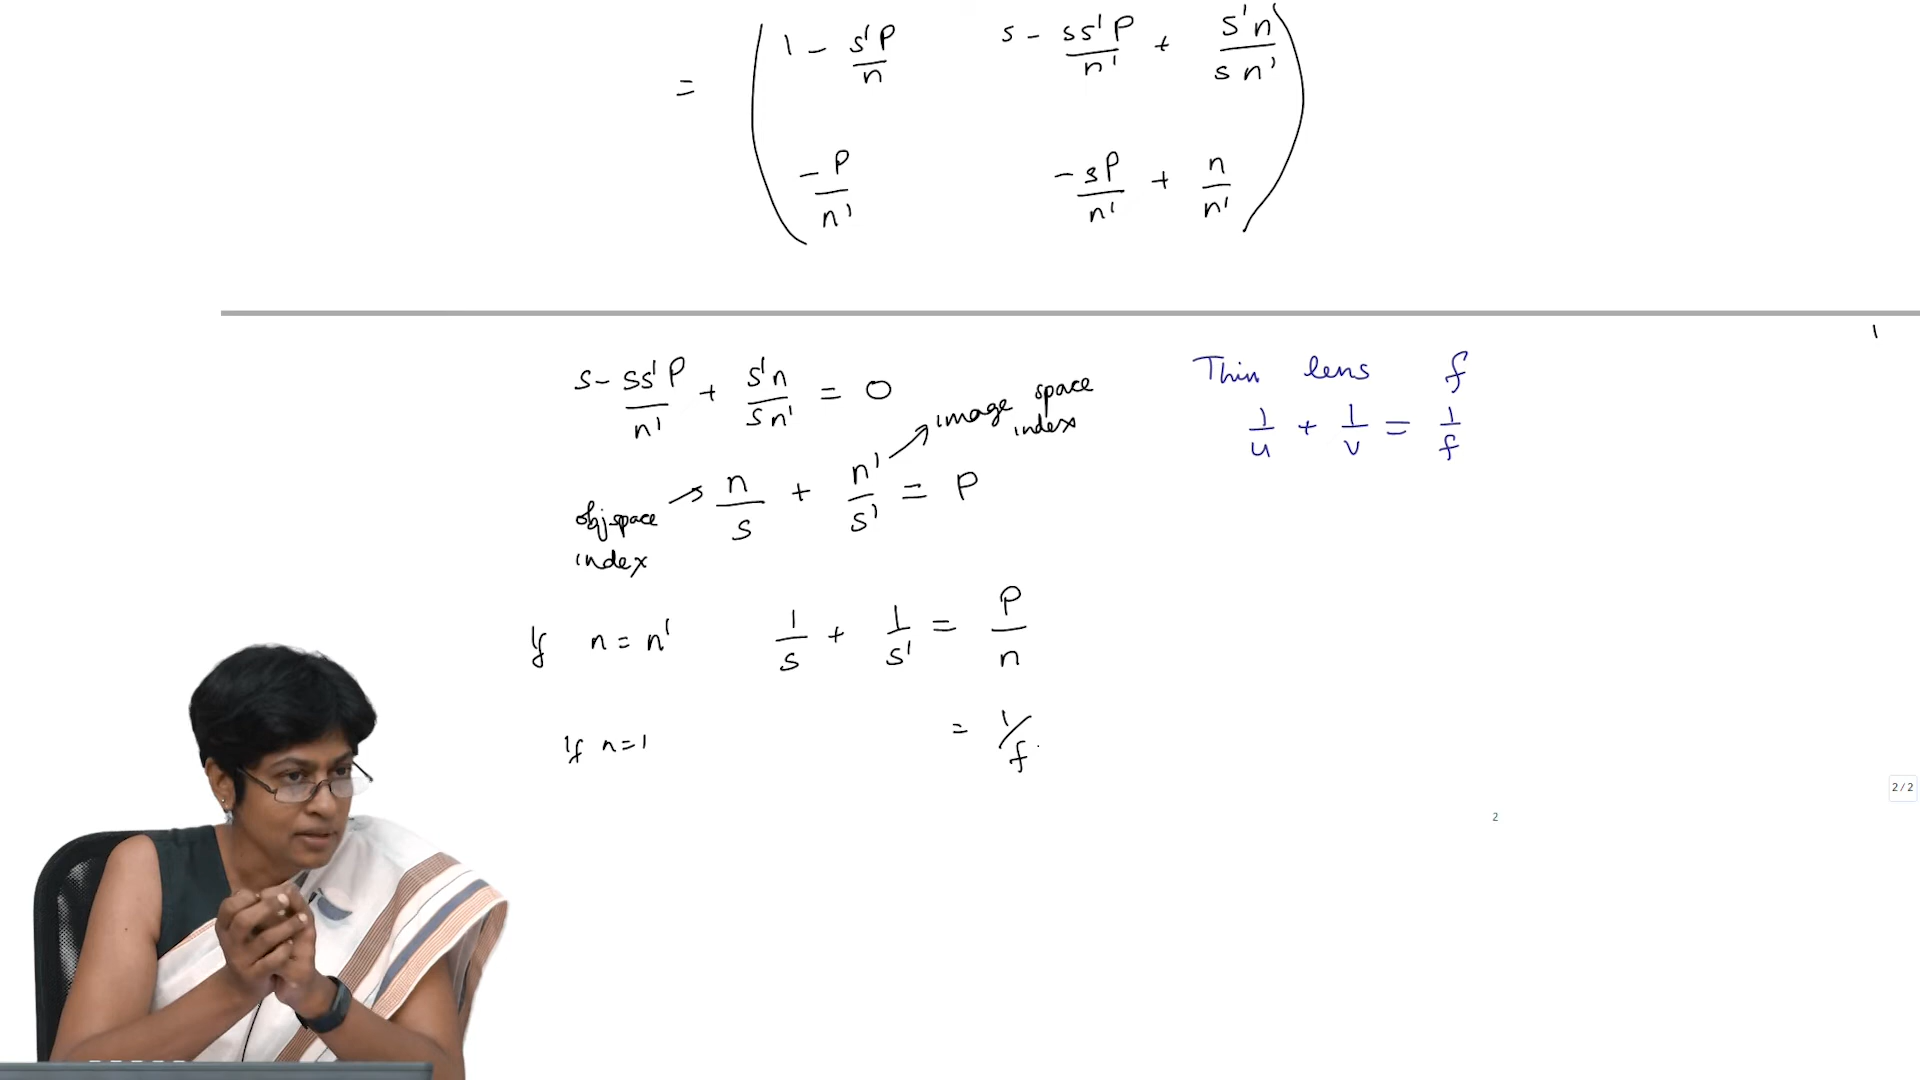 = ( 1 - s'P/n    s - ss'P/n' + s'n/sn'
-P/n'    -sP/n' + n/n' )
1
s - ss'P/n' + s'n/sn' = 0
image space index
obj space index
n/s + n'/s' = P
If n = n'    1/s + 1/s' = P/n
If n=1    = 1/f
Thin lens f
1/u + 1/v = 1/f
2/2
2